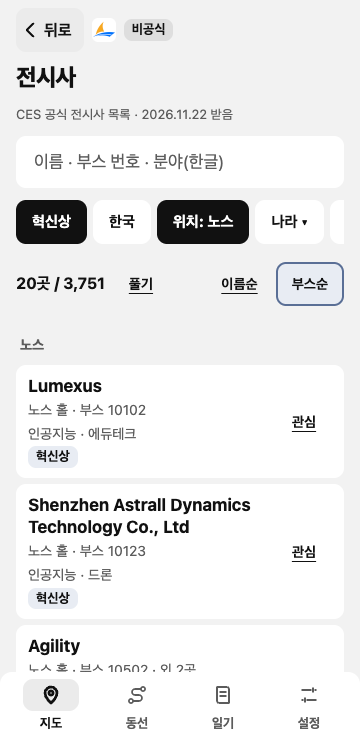 뒤로
비공식
전시사
CES 공식 전시사 목록 · 2026.11.22 받음
이름 · 부스 번호 · 분야(한글)
혁신상 한국 위치: 노스 나라 ▾
20곳 / 3,751 풀기 이름순 부스순
노스
Lumexus
노스 홀 · 부스 10102
인공지능 · 에듀테크
혁신상
관심
Shenzhen Astrall Dynamics
Technology Co., Ltd
노스 홀 · 부스 10123
인공지능 · 드론
혁신상
관심
Agility
노스 홀 · 부스 10502 · 외 2곳
지도 동선 일기 설정